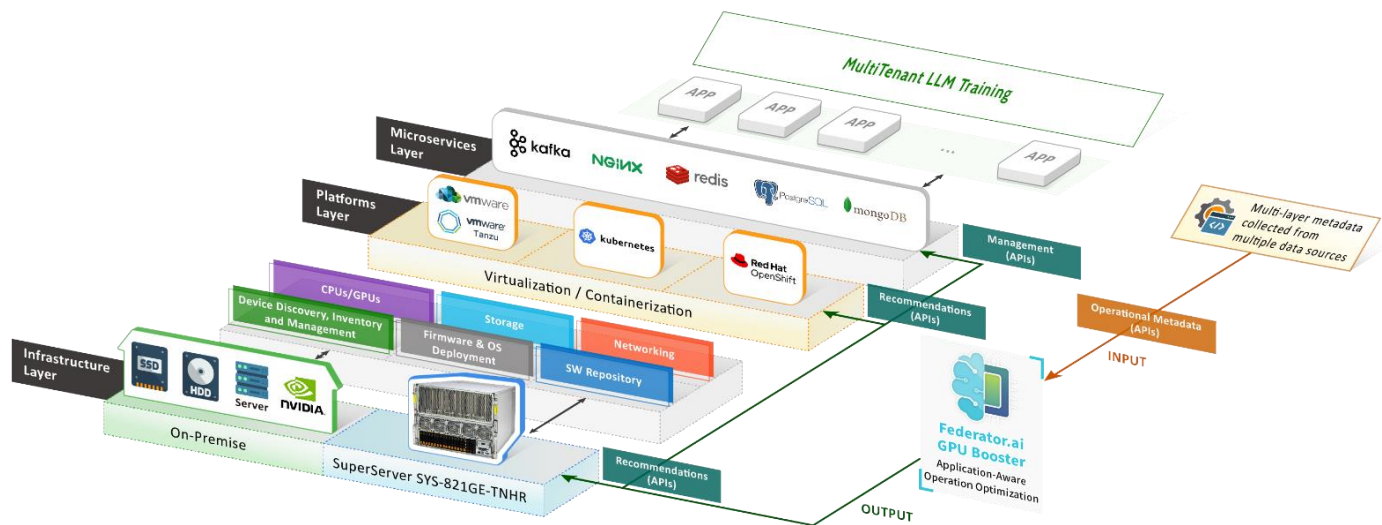 MultiTenant LLM Training
APP
APP
APP
...
APP
Microservices
Layer
kafka
NGINX
redis
PostgreSQL
mongoDB
Platforms
Layer
vmware
vmware
Tanzu
kubernetes
Red Hat
OpenShift
Virtualization / Containerization
Management
(APIs)
Recommendations
(APIs)
Multi-layer metadata
collected from
multiple data sources
Operational Metadata
(APIs)
INPUT
CPUs/GPUs
Storage
Networking
Device Discovery, Inventory
and Management
Firmware & OS
Deployment
SW Repository
Infrastructure
Layer
SSD
HDD
Server
NVIDIA
On-Premise
SuperServer SYS-821GE-TNHR
Recommendations
(APIs)
Federator.ai
GPU Booster
Application-Aware
Operation Optimization
OUTPUT